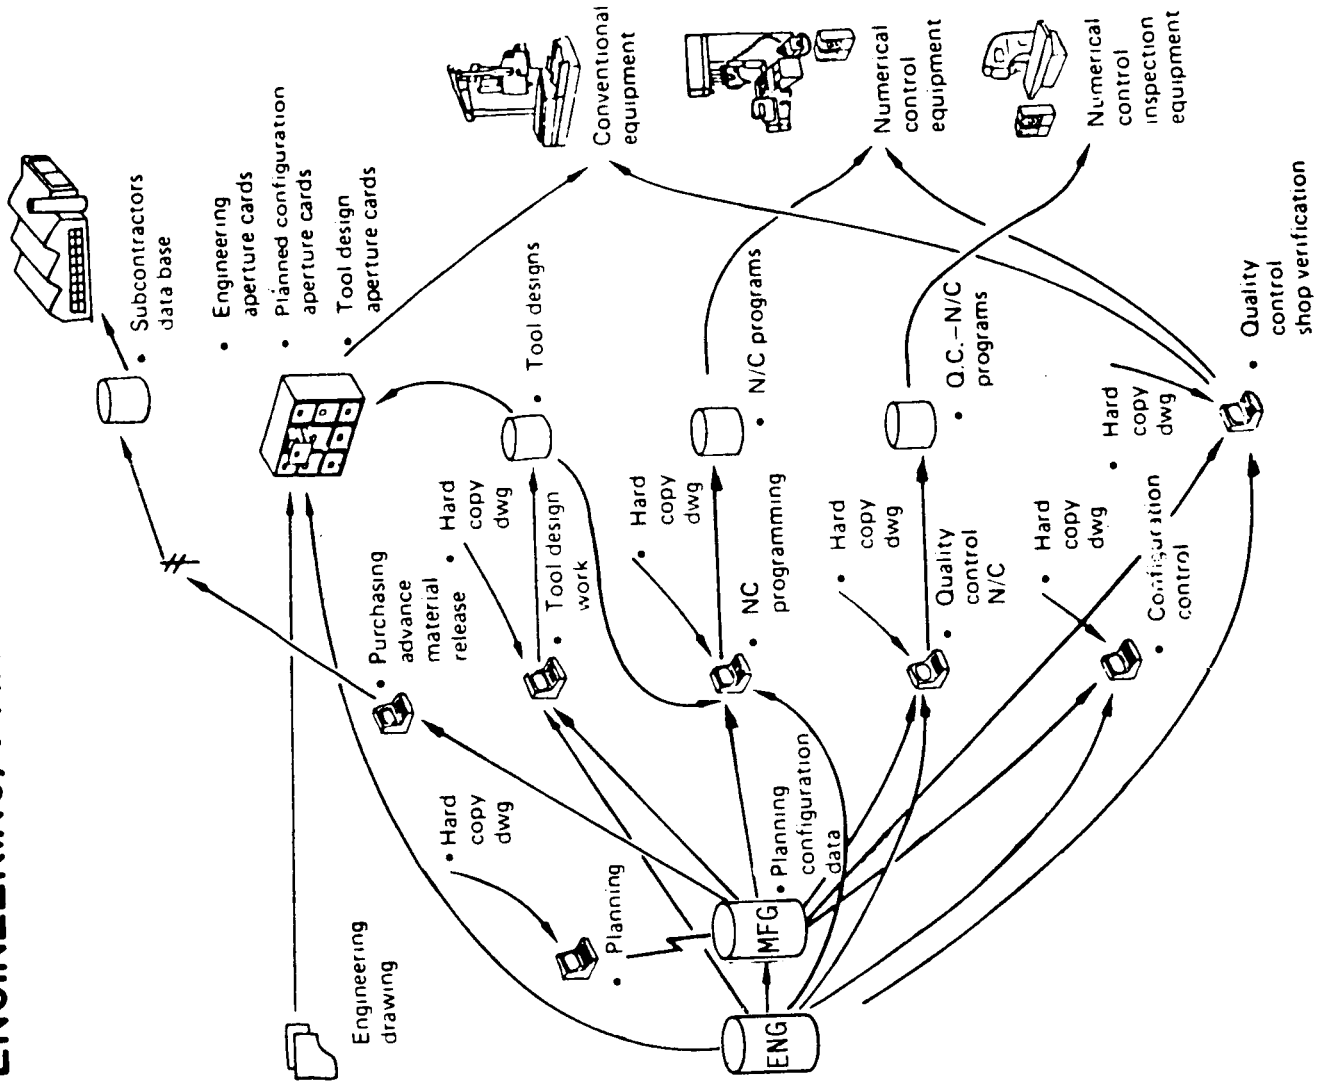 Subcontractors
data base
• Engineering
aperture cards
• Planned configuration
aperture cards
• Tool design
aperture cards
Conventional
equipment
Numerical
control
equipment
Numerical
control
inspection
equipment
• Tool designs
• N/C programs
• Q.C.–N/C
programs
• Quality
control
shop verification
• Purchasing
advance
material
release
• Hard
copy
dwg
• Tool design
work
• Hard
copy
dwg
• NC
programming
• Hard
copy
dwg
• Quality
control
N/C
• Hard
copy
dwg
• Configuration
control
• Hard
copy
dwg
Engineering
drawing
• Hard
copy
dwg
• Planning
• Planning
configuration
data
ENG
MFG